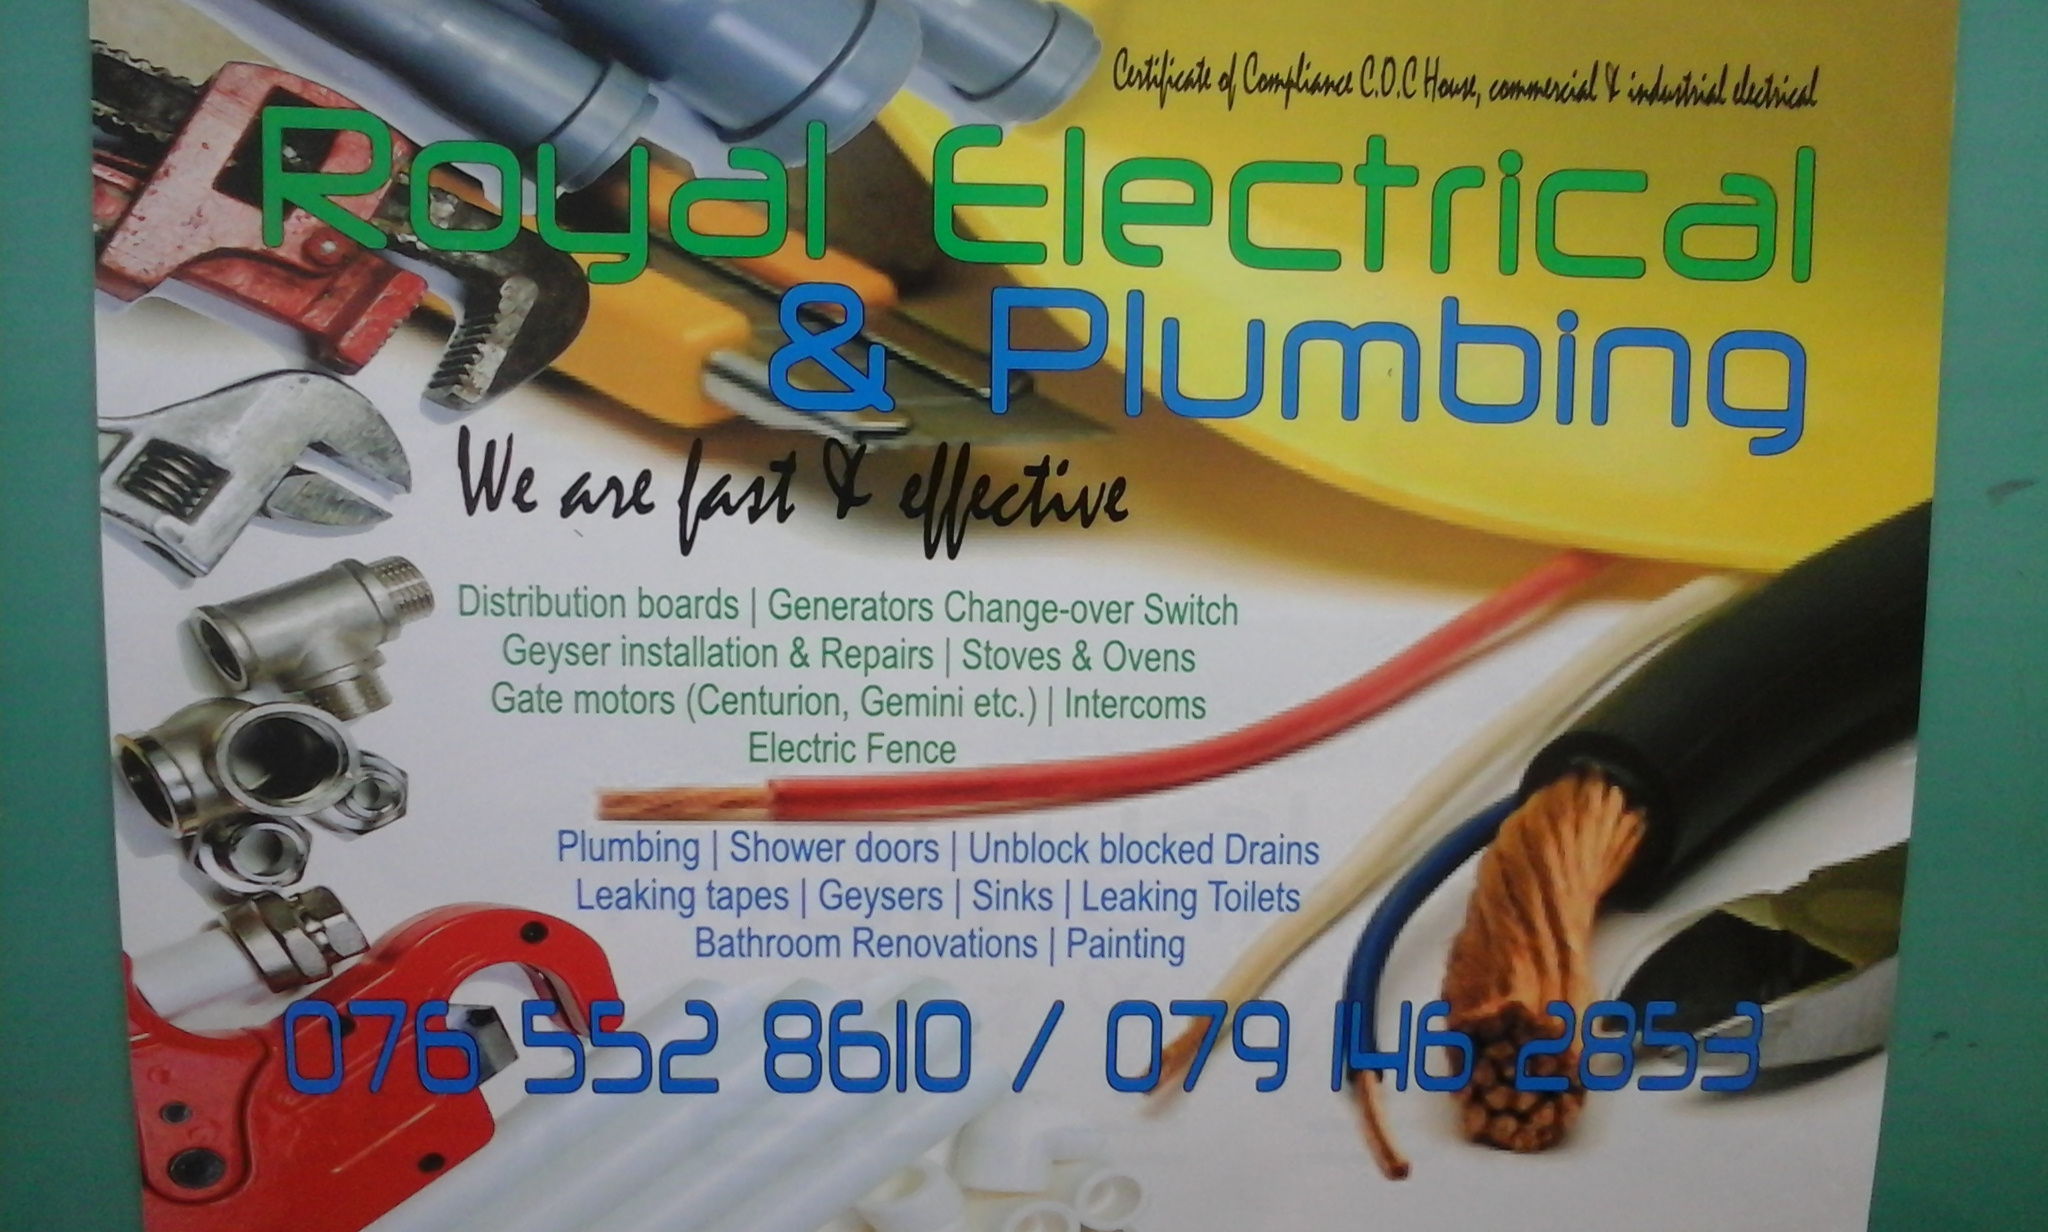 Certificate of Compliance C.O.C House, commercial & industrial electrical
Royal Electrical
& Plumbing
We are fast & effective
Distribution boards | Generators Change-over Switch
Geyser installation & Repairs | Stoves & Ovens
Gate motors (Centurion, Gemini etc.) | Intercoms
Electric Fence
Plumbing | Shower doors | Unblock blocked Drains
Leaking tapes | Geysers | Sinks | Leaking Toilets
Bathroom Renovations | Painting
076 552 8610 / 079 146 2853